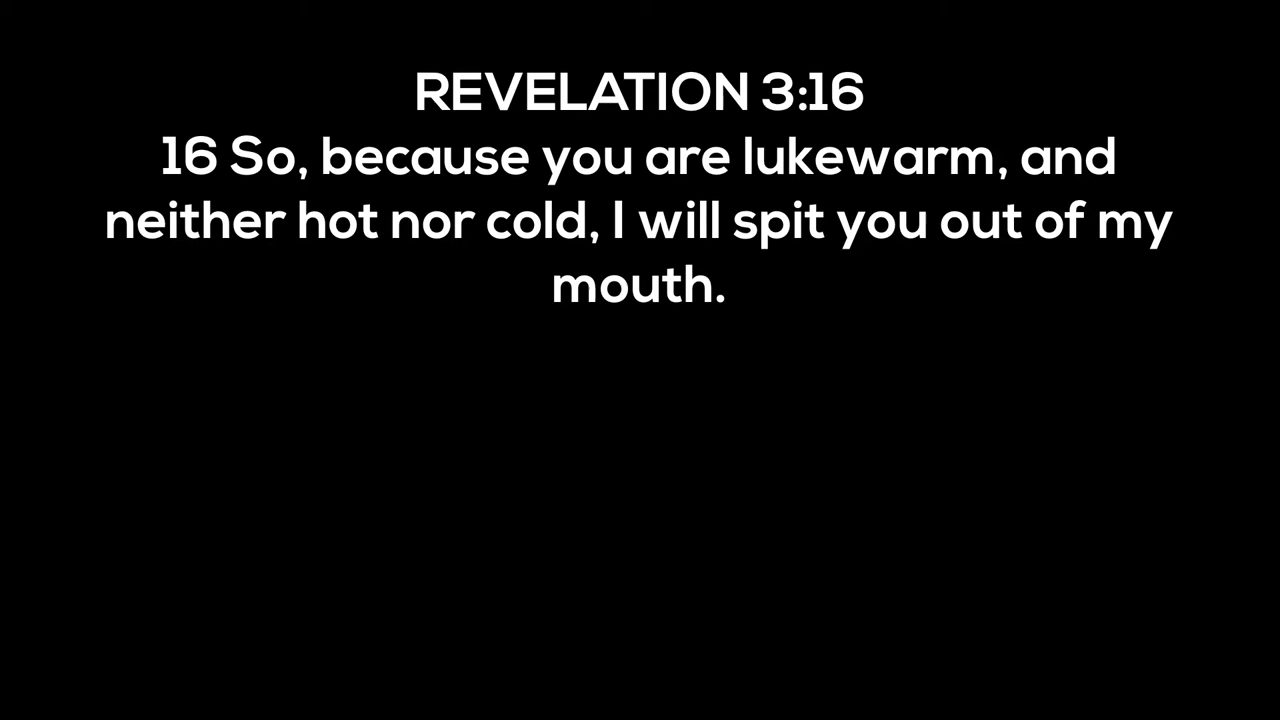 REVELATION 3:16
16 So, because you are lukewarm, and
neither hot nor cold, I will spit you out of my
mouth.